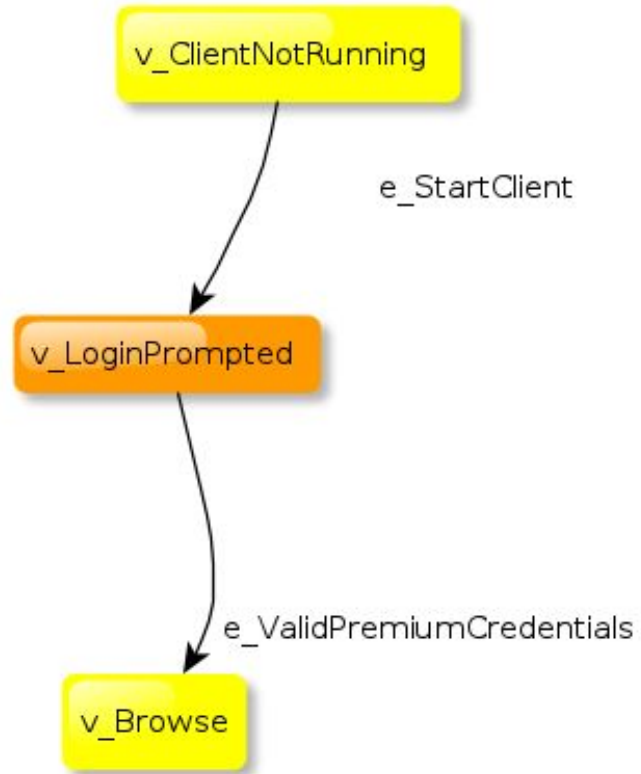 v_ClientNotRunning
e_StartClient
v_LoginPrompted
e_ValidPremiumCredentials
v_Browse